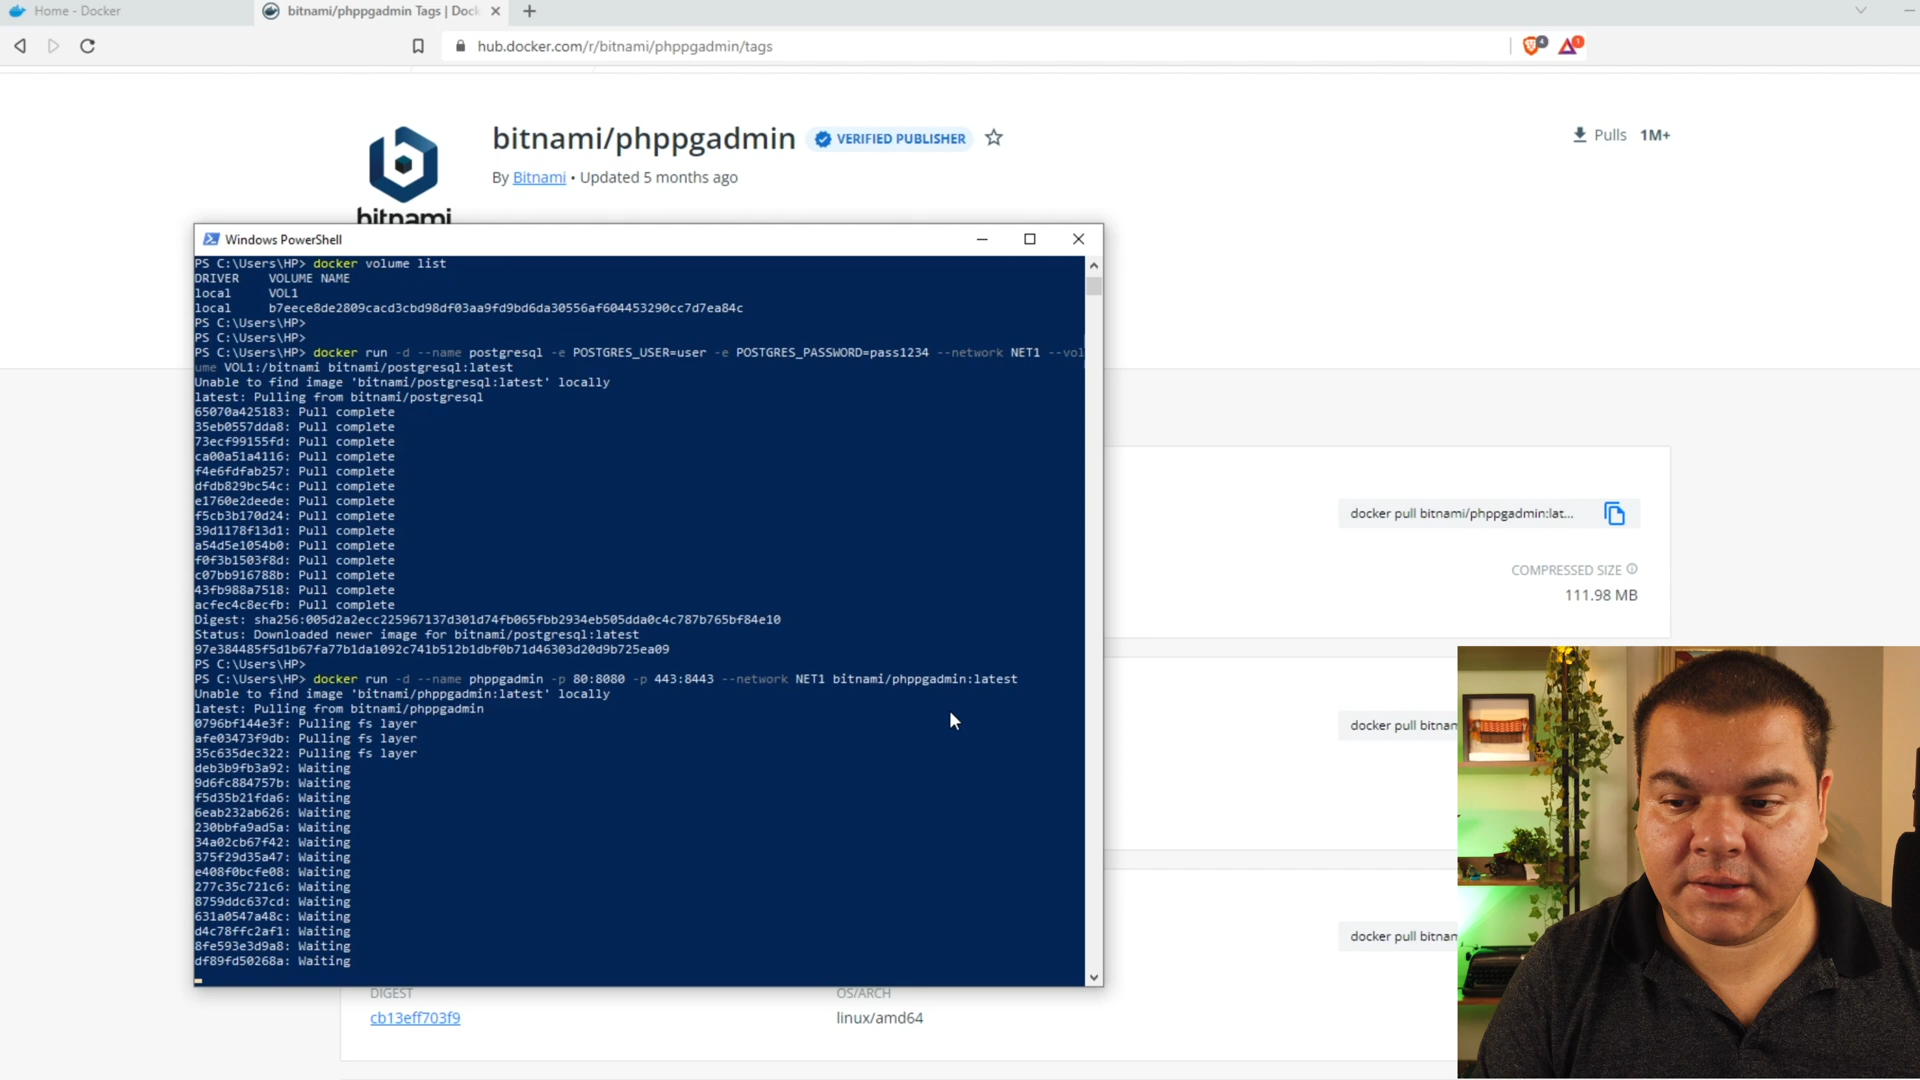 Home - Docker
bitnami/phppgadmin Tags | Dock
hub.docker.com/r/bitnami/phppgadmin/tags
4
1
bitnami/phppgadmin
VERIFIED PUBLISHER
Pulls 1M+
By Bitnami • Updated 5 months ago
bitnami
Windows PowerShell
PS C:\Users\HP> docker volume list
DRIVER VOLUME NAME
local VOL1
local b7eece8de2809cacd3cbd98df03aa9fd9bd6da30556af604453290cc7d7ea84c
PS C:\Users\HP>
PS C:\Users\HP>
PS C:\Users\HP> docker run -d --name postgresql -e POSTGRES_USER=user -e POSTGRES_PASSWORD=pass1234 --network NET1 --vol
ume VOL1:/bitnami bitnami/postgresql:latest
Unable to find image 'bitnami/postgresql:latest' locally
latest: Pulling from bitnami/postgresql
65070a425183: Pull complete
35eb0557dda8: Pull complete
73ecf99155fd: Pull complete
ca00a51a4116: Pull complete
f4e6fdfab257: Pull complete
dfdb829bc54c: Pull complete
e1760e2deede: Pull complete
f5cb3b170d24: Pull complete
39d1178f13d1: Pull complete
a54d5e1054b0: Pull complete
f0f3b1503f8d: Pull complete
c07bb916788b: Pull complete
43fb988a7518: Pull complete
acfec4c8ecfb: Pull complete
Digest: sha256:005d2a2ecc225967137d301d74fb065fbb2934eb505dda0c4c787b765bf84e10
Status: Downloaded newer image for bitnami/postgresql:latest
97e384485f5d1b67fa77b1da1092c741b512b1dbf0b71d46303d20d9b725ea09
PS C:\Users\HP>
PS C:\Users\HP> docker run -d --name phppgadmin -p 80:8080 -p 443:8443 --network NET1 bitnami/phppgadmin:latest
Unable to find image 'bitnami/phppgadmin:latest' locally
latest: Pulling from bitnami/phppgadmin
0796bf144e3f: Pulling fs layer
afe03473f9db: Pulling fs layer
35c635dec322: Pulling fs layer
deb3b9fb3a92: Waiting
9d6fc884757b: Waiting
f5d35b21fda6: Waiting
6eab232ab626: Waiting
230bbfa9ad5a: Waiting
34a02cb67f42: Waiting
375f29d35a47: Waiting
e408f0bcfe08: Waiting
277c35c721c6: Waiting
8759ddc637cd: Waiting
631a0547a48c: Waiting
d4c78ffc2af1: Waiting
8fe593e3d9a8: Waiting
df89fd50268a: Waiting
docker pull bitnami/phppgadmin:lat...
COMPRESSED SIZE
111.98 MB
docker pull bitnam
docker pull bitnam
DIGEST
OS/ARCH
cb13eff703f9
linux/amd64